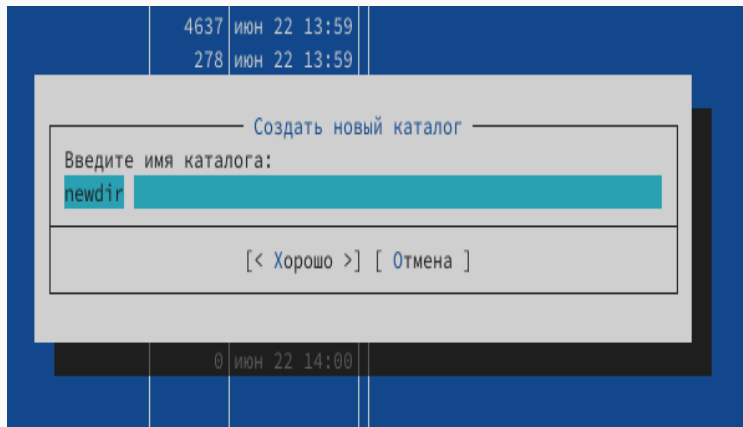 4637 июн 22 13:59
278 июн 22 13:59
Создать новый каталог
Введите имя каталога:
newdir
[< Хорошо >] [ Отмена ]
0 июн 22 14:00